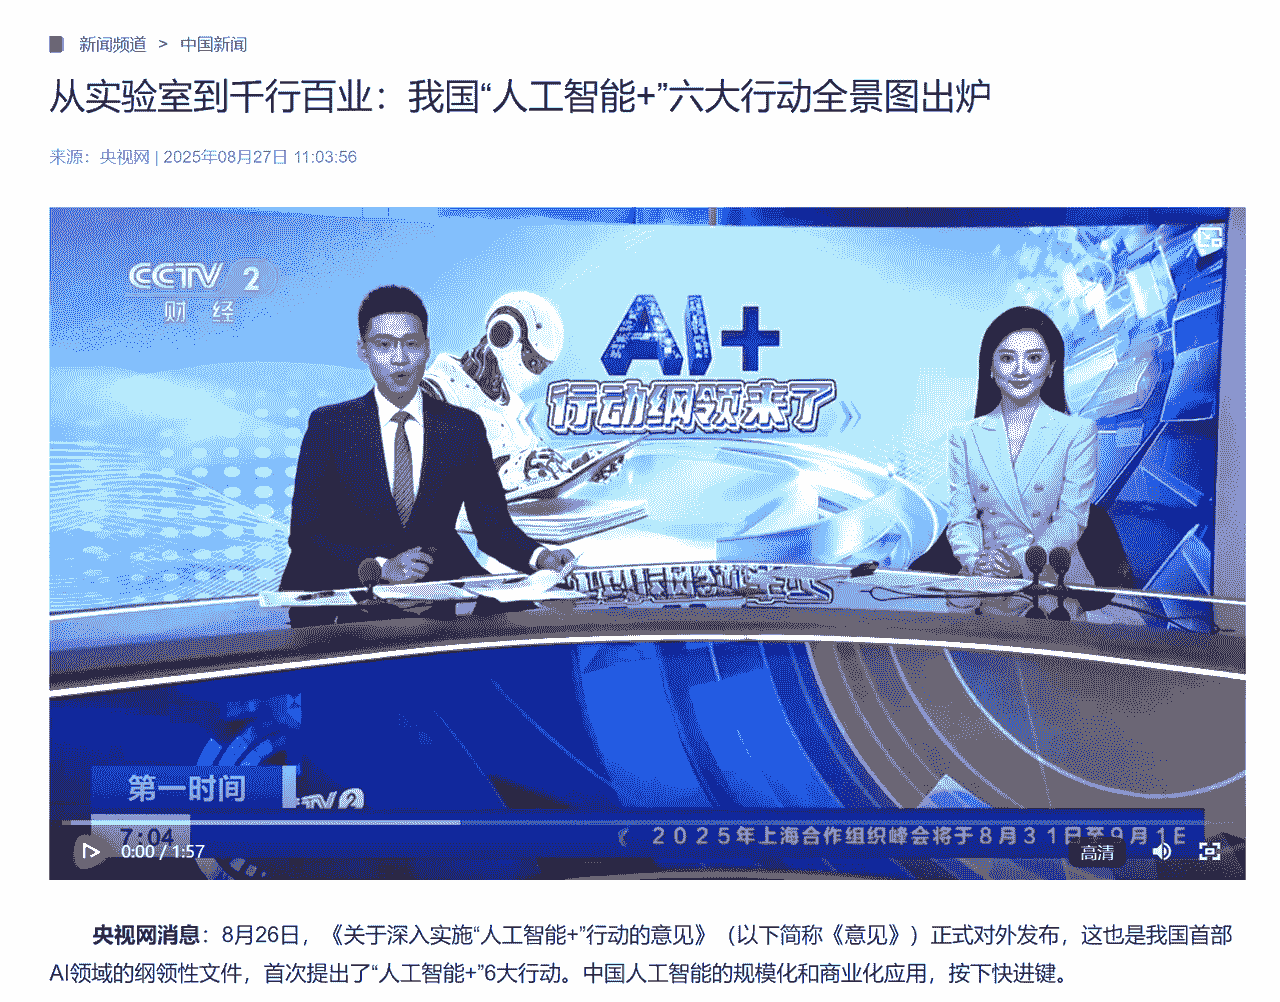 新闻频道 > 中国新闻
从实验室到千行百业：我国“人工智能+”六大行动全景图出炉
来源：央视网 | 2025年08月27日 11:03:56
CCTV 2
财 经
AI+
行动纲领来了
第一时间
7:04
2025年上海合作组织峰会将于8月31日至9月1
0:00 / 1:57
高清
央视网消息：8月26日，《关于深入实施“人工智能+”行动的意见》（以下简称《意见》）正式对外发布，这也是我国首部
AI领域的纲领性文件，首次提出了“人工智能+”6大行动。中国人工智能的规模化和商业化应用，按下快进键。